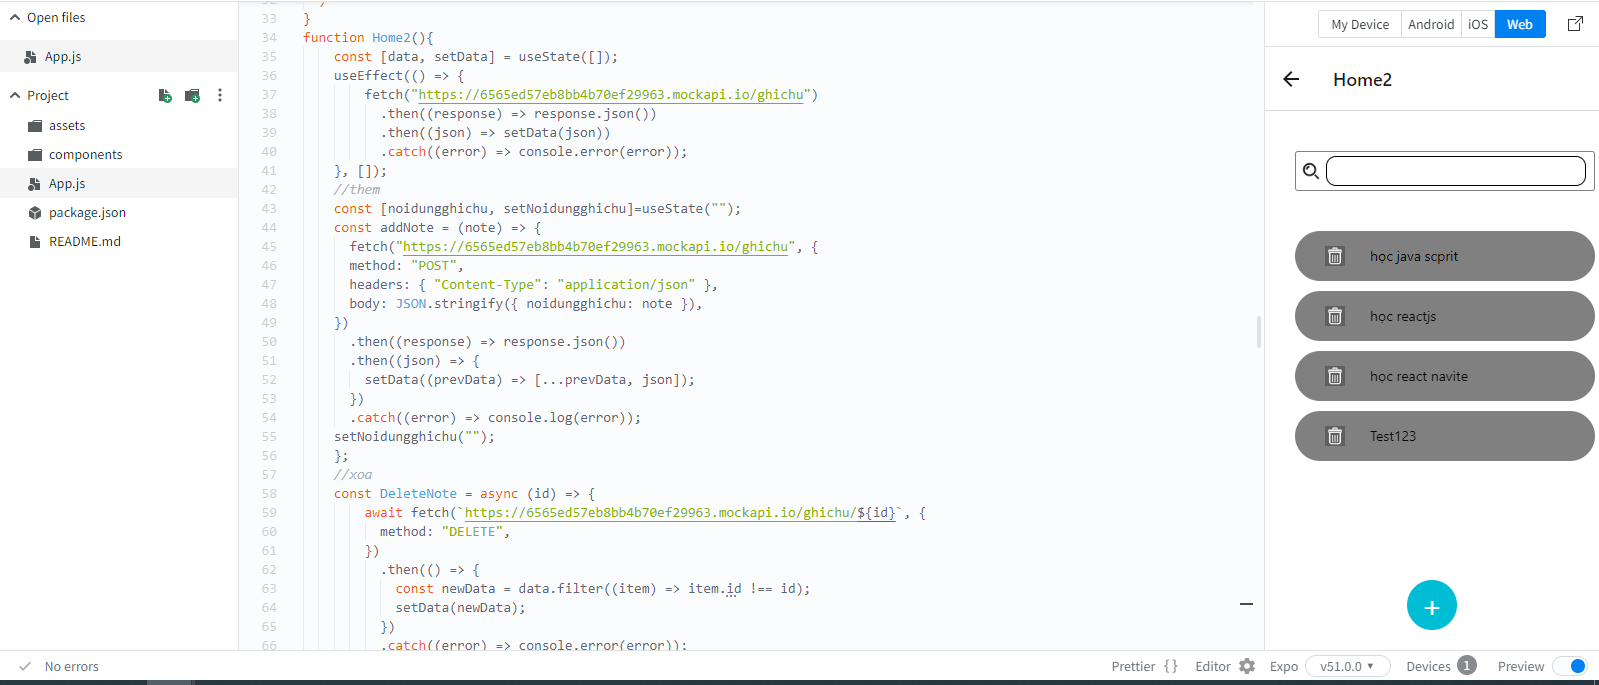 Open files
App.js
Project
assets
components
App.js
package.json
README.md
33 }
34 function Home2(){
35 const [data, setData] = useState([]);
36 useEffect(() => {
37 fetch("https://6565ed57eb8bb4b70ef29963.mockapi.io/ghichu")
38 .then((response) => response.json())
39 .then((json) => setData(json))
40 .catch((error) => console.error(error));
41 }, []);
42 //them
43 const [noidungghichu, setNoidungghichu]=useState("");
44 const addNote = (note) => {
45 fetch("https://6565ed57eb8bb4b70ef29963.mockapi.io/ghichu", {
46 method: "POST",
47 headers: { "Content-Type": "application/json" },
48 body: JSON.stringify({ noidungghichu: note }),
49 })
50 .then((response) => response.json())
51 .then((json) => {
52 setData((prevData) => [...prevData, json]);
53 })
54 .catch((error) => console.log(error));
55 setNoidungghichu("");
56 };
57 //xoa
58 const DeleteNote = async (id) => {
59 await fetch(`https://6565ed57eb8bb4b70ef29963.mockapi.io/ghichu/${id}`, {
60 method: "DELETE",
61 })
62 .then(() => {
63 const newData = data.filter((item) => item.id !== id);
64 setData(newData);
65 })
66 .catch((error) => console.error(error));
My Device Android iOS Web
Home2
học java scprit
học reactjs
học react navite
Test123
+
No errors
Prettier {} Editor Expo v51.0.0 Devices 1 Preview